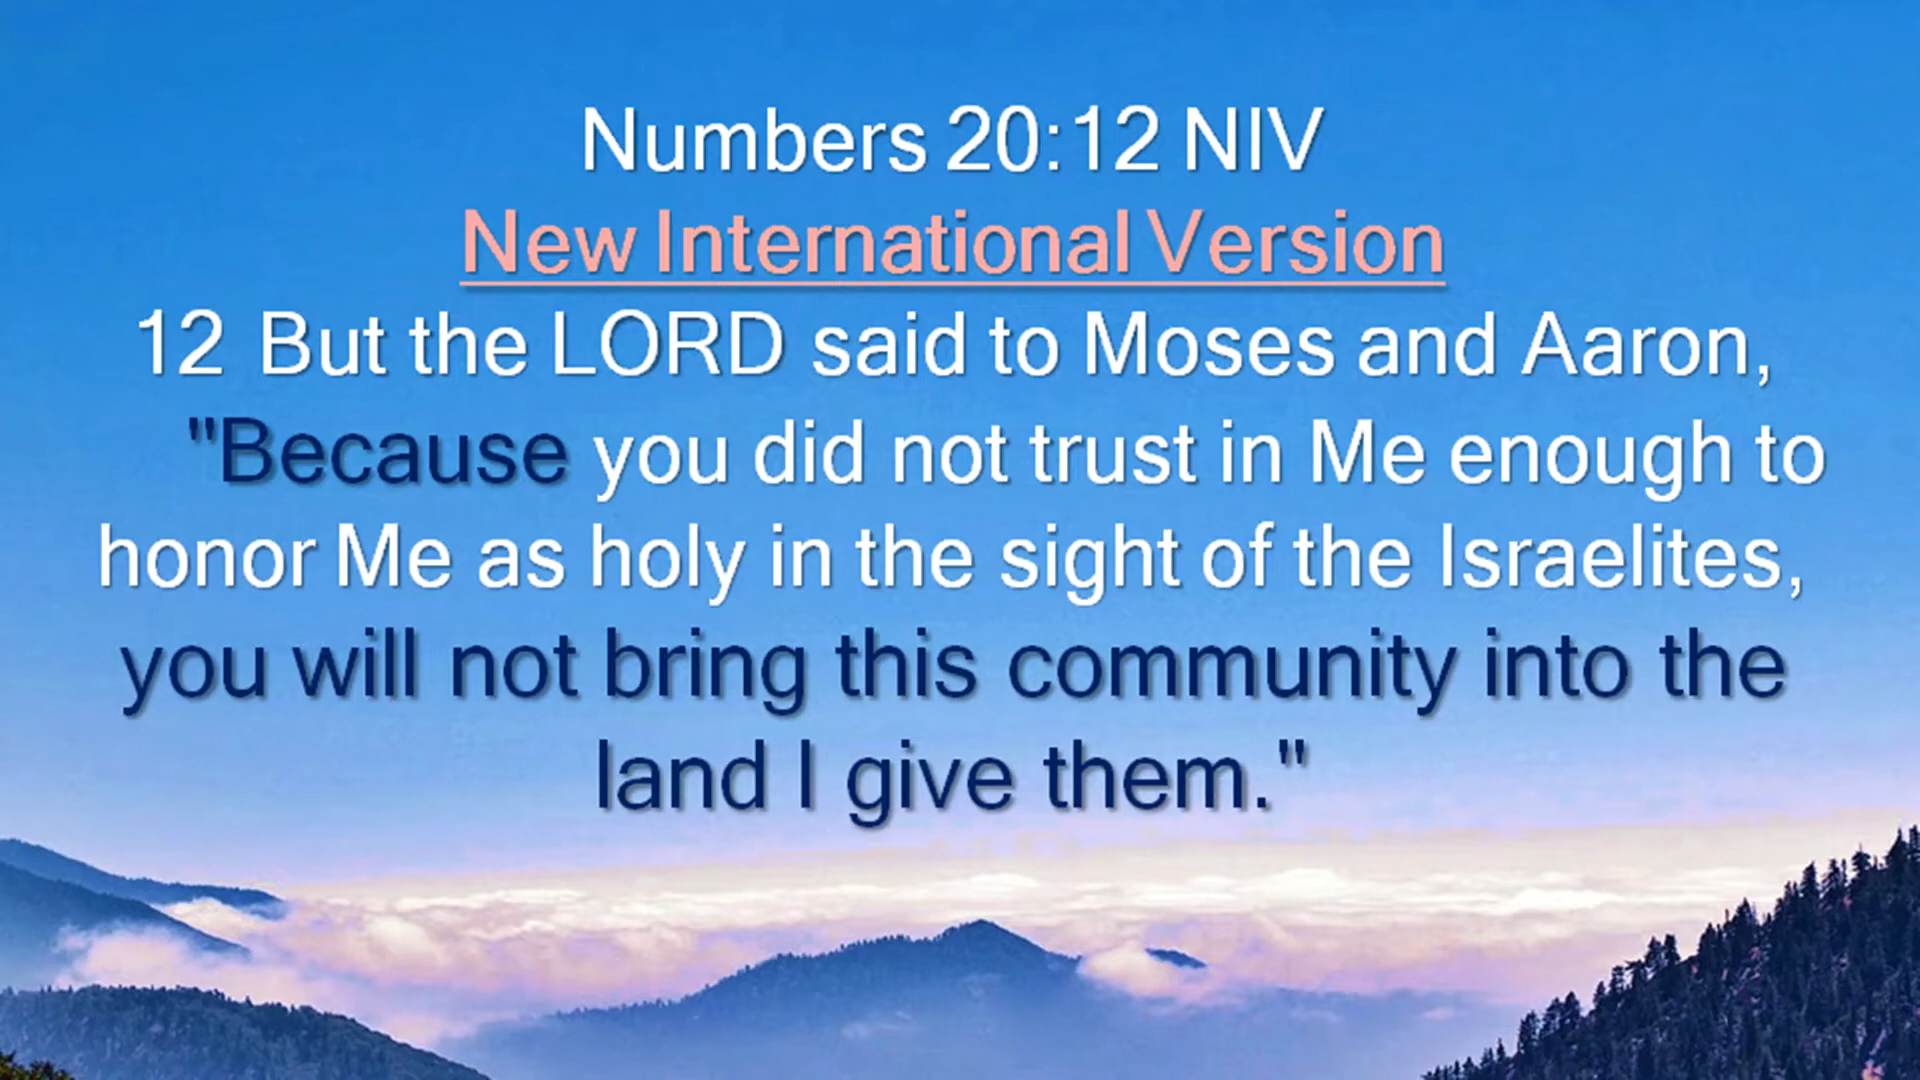 Numbers 20:12 NIV
New International Version
12 But the LORD said to Moses and Aaron,
"Because you did not trust in Me enough to
honor Me as holy in the sight of the Israelites,
you will not bring this community into the
land I give them."